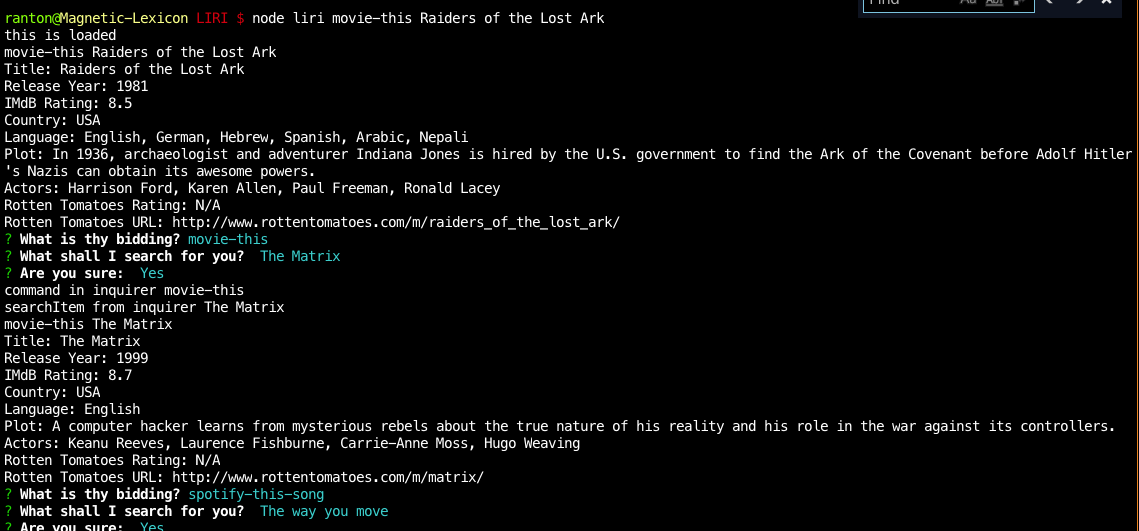 Find Aa Abl .*
ranton@Magnetic-Lexicon LIRI $ node liri movie-this Raiders of the Lost Ark
this is loaded
movie-this Raiders of the Lost Ark
Title: Raiders of the Lost Ark
Release Year: 1981
IMdB Rating: 8.5
Country: USA
Language: English, German, Hebrew, Spanish, Arabic, Nepali
Plot: In 1936, archaeologist and adventurer Indiana Jones is hired by the U.S. government to find the Ark of the Covenant before Adolf Hitler
's Nazis can obtain its awesome powers.
Actors: Harrison Ford, Karen Allen, Paul Freeman, Ronald Lacey
Rotten Tomatoes Rating: N/A
Rotten Tomatoes URL: http://www.rottentomatoes.com/m/raiders_of_the_lost_ark/
? What is thy bidding? movie-this
? What shall I search for you?  The Matrix
? Are you sure:  Yes
command in inquirer movie-this
searchItem from inquirer The Matrix
movie-this The Matrix
Title: The Matrix
Release Year: 1999
IMdB Rating: 8.7
Country: USA
Language: English
Plot: A computer hacker learns from mysterious rebels about the true nature of his reality and his role in the war against its controllers.
Actors: Keanu Reeves, Laurence Fishburne, Carrie-Anne Moss, Hugo Weaving
Rotten Tomatoes Rating: N/A
Rotten Tomatoes URL: http://www.rottentomatoes.com/m/matrix/
? What is thy bidding? spotify-this-song
? What shall I search for you?  The way you move
? Are you sure:  Yes